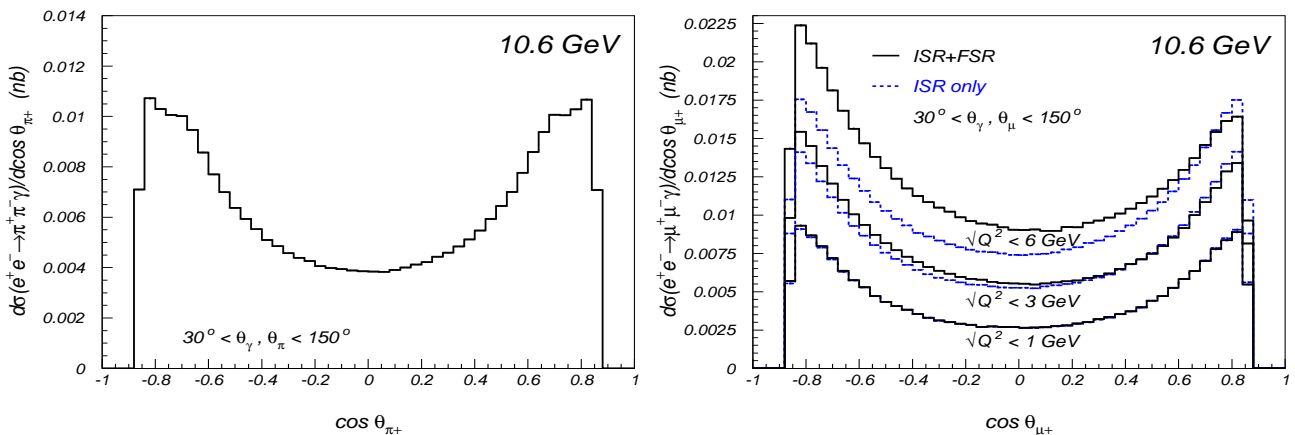 dσ(e⁺e⁻→π⁺π⁻γ)/dcos θπ+ (nb)
0.014
0.012
0.01
0.008
0.006
0.004
0.002
0
10.6 GeV
30° < θγ , θπ < 150°
-1 -0.8 -0.6 -0.4 -0.2 0 0.2 0.4 0.6 0.8 1
cos θπ+
dσ(e⁺e⁻→μ⁺μ⁻γ)/dcos θμ+ (nb)
0.0225
0.02
0.0175
0.015
0.0125
0.01
0.0075
0.005
0.0025
0
10.6 GeV
ISR+FSR
ISR only
30° < θγ , θμ < 150°
√Q² < 6 GeV
√Q² < 3 GeV
√Q² < 1 GeV
-1 -0.8 -0.6 -0.4 -0.2 0 0.2 0.4 0.6 0.8 1
cos θμ+